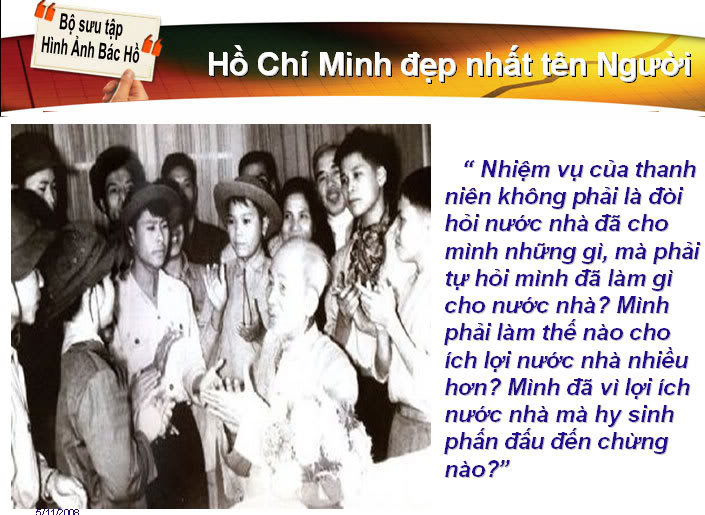 Bộ sưu tập
Hình Ảnh Bác Hồ
Hồ Chí Minh đẹp nhất tên Người
“ Nhiệm vụ của thanh
niên không phải là đòi
hỏi nước nhà đã cho
mình những gì, mà phải
tự hỏi mình đã làm gì
cho nước nhà? Mình
phải làm thế nào cho
ích lợi nước nhà nhiều
hơn? Mình đã vì lợi ích
nước nhà mà hy sinh
phấn đấu đến chừng
nào?”
5/11/2008